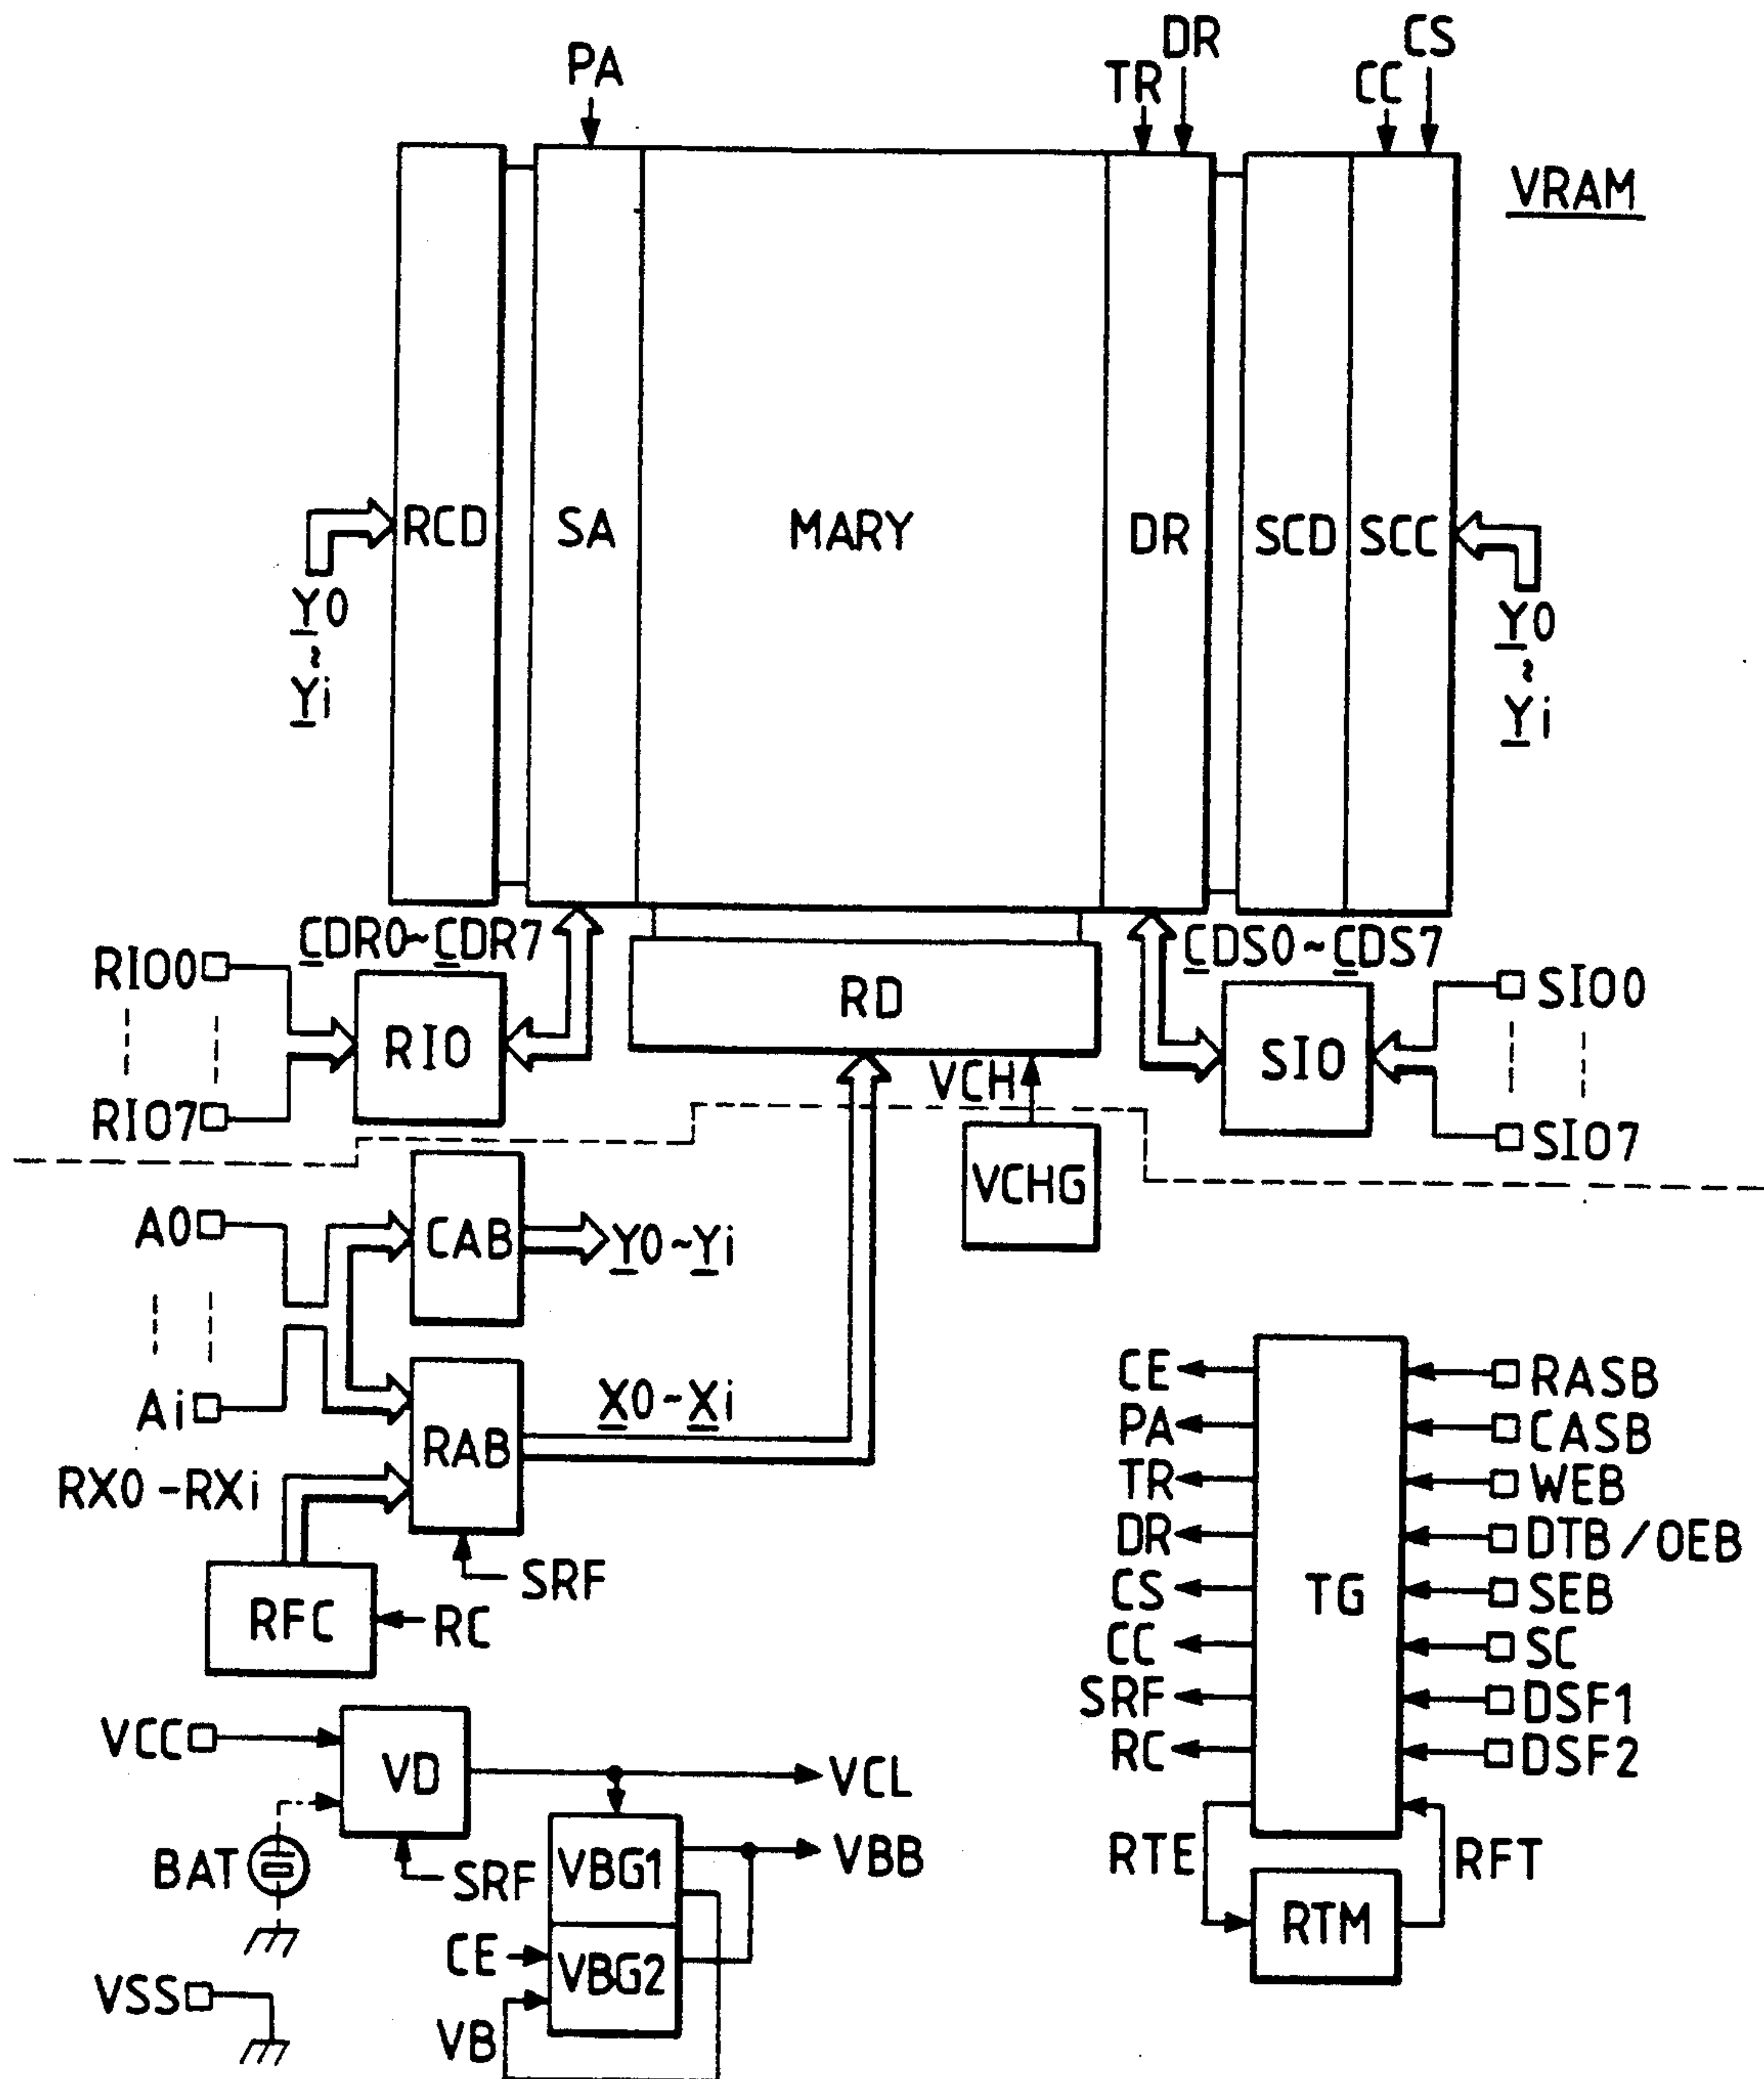 DR
CS
PA
TR
CC
VRAM
RCD
SA
MARY
DR
SCD
SCC
Y0
~
Yi
Y0
~
Yi
CDR0~CDR7
CDS0~CDS7
RIO0
RIO
RIO7
RD
VCH
SIO0
SIO
SIO7
VCHG
A0
CAB
Y0~Yi
Ai
RAB
X0-Xi
RX0-RXi
SRF
RFC
RC
CE
PA
TR
DR
CS
CC
SRF
RC
TG
RASB
CASB
WEB
DTB/OEB
SEB
SC
DSF1
DSF2
RTE
RFT
RTM
VCC
VD
VCL
BAT
SRF
VBG1
VBB
CE
VBG2
VB
VSS